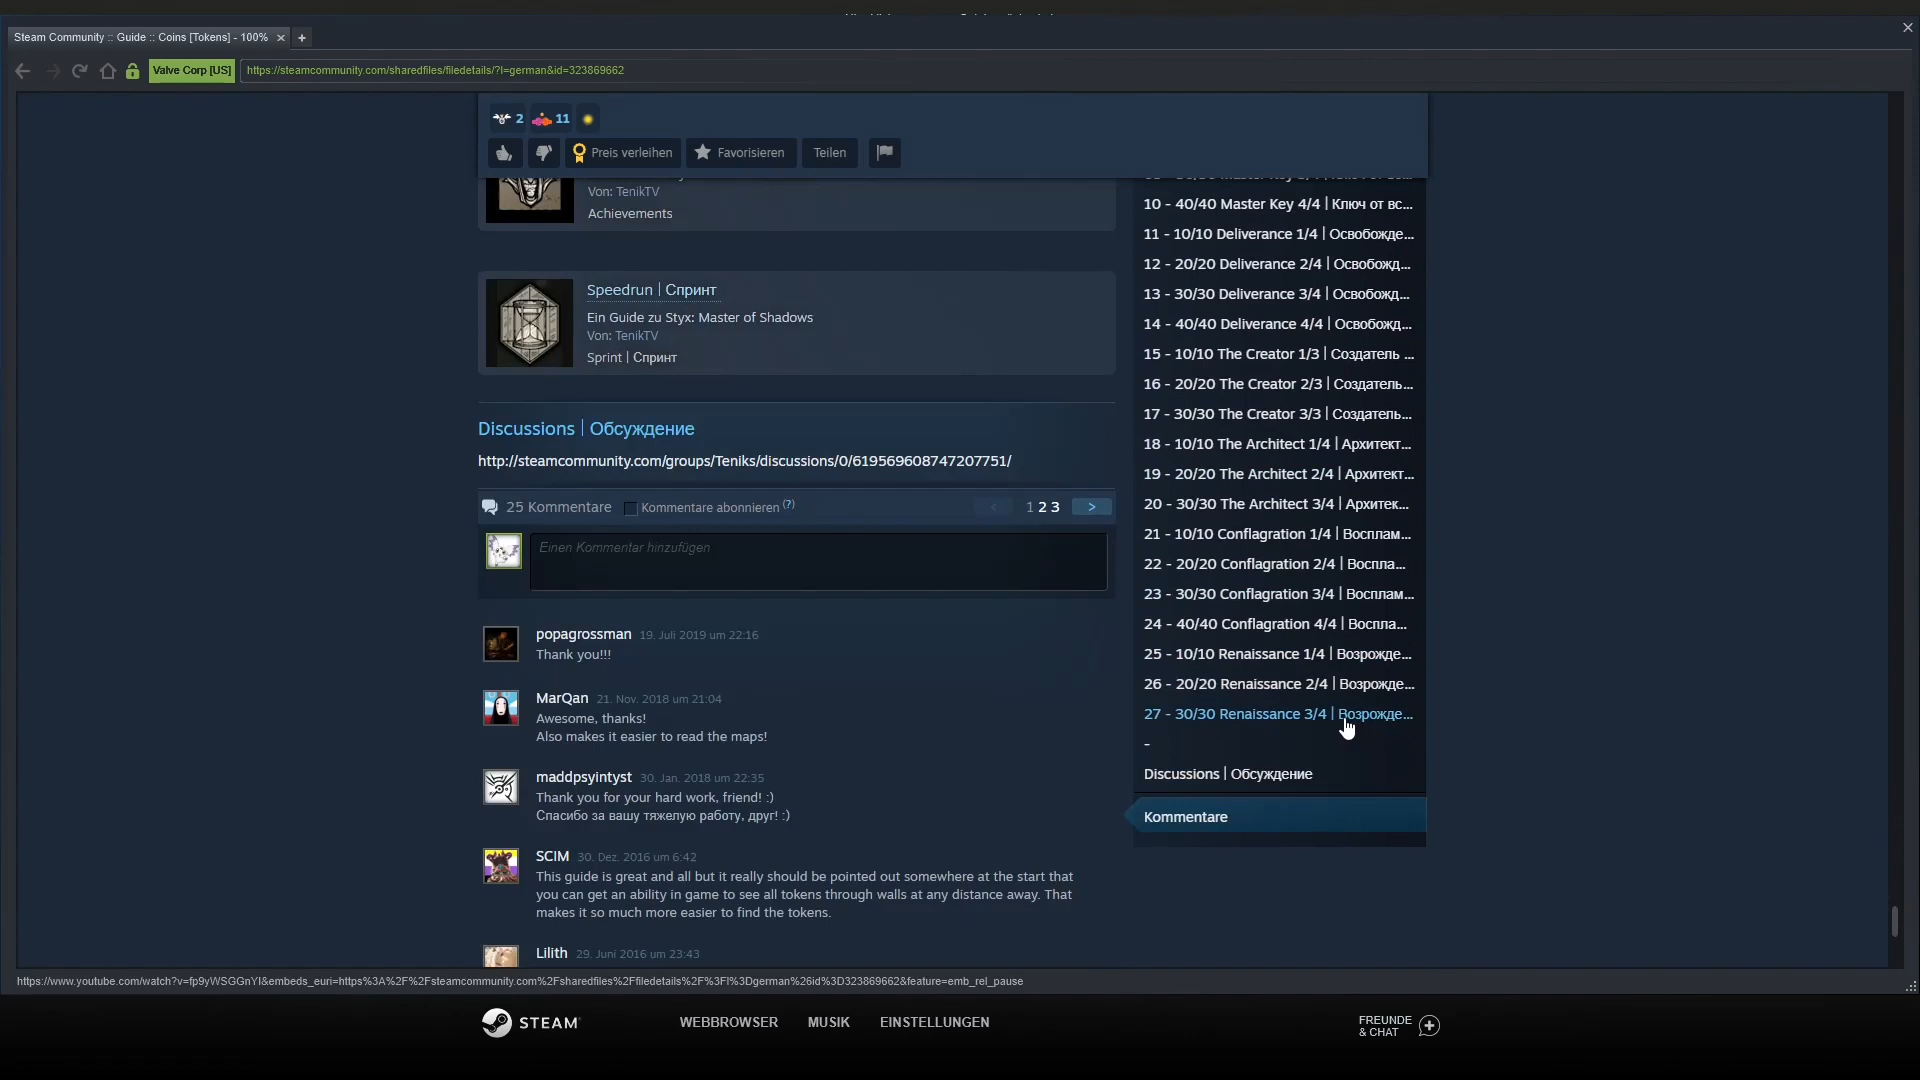 Steam Community :: Guide :: Coins [Tokens] - 100%
Valve Corp [US]
https://steamcommunity.com/sharedfiles/filedetails/?l=german&id=323869662
2
11
Preis verleihen
Favorisieren
Teilen
Von: TenikTV
Achievements
Speedrun | Спринт
Ein Guide zu Styx: Master of Shadows
Von: TenikTV
Sprint | Спринт
Discussions | Обсуждение
http://steamcommunity.com/groups/Teniks/discussions/0/619569608747207751/
25 Kommentare
Kommentare abonnieren (?)
< 1 2 3 >
Einen Kommentar hinzufügen
popagrossman 19. Juli 2019 um 22:16
Thank you!!!
MarQan 21. Nov. 2018 um 21:04
Awesome, thanks!
Also makes it easier to read the maps!
maddpsyintyst 30. Jan. 2018 um 22:35
Thank you for your hard work, friend! :)
Спасибо за вашу тяжелую работу, друг! :)
SCIM 30. Dez. 2016 um 6:42
This guide is great and all but it really should be pointed out somewhere at the start that
you can get an ability in game to see all tokens through walls at any distance away. That
makes it so much more easier to find the tokens.
Lilith 29. Juni 2016 um 23:43
10 - 40/40 Master Key 4/4 | Ключ от вс...
11 - 10/10 Deliverance 1/4 | Освобожде...
12 - 20/20 Deliverance 2/4 | Освобожд...
13 - 30/30 Deliverance 3/4 | Освобожд...
14 - 40/40 Deliverance 4/4 | Освобожд...
15 - 10/10 The Creator 1/3 | Создатель ...
16 - 20/20 The Creator 2/3 | Создатель...
17 - 30/30 The Creator 3/3 | Создатель...
18 - 10/10 The Architect 1/4 | Архитект...
19 - 20/20 The Architect 2/4 | Архитект...
20 - 30/30 The Architect 3/4 | Архитек...
21 - 10/10 Conflagration 1/4 | Восплам...
22 - 20/20 Conflagration 2/4 | Воспла...
23 - 30/30 Conflagration 3/4 | Восплам...
24 - 40/40 Conflagration 4/4 | Воспла...
25 - 10/10 Renaissance 1/4 | Возрожде...
26 - 20/20 Renaissance 2/4 | Возрожде...
27 - 30/30 Renaissance 3/4 | Возрожде...
-
Discussions | Обсуждение
Kommentare
https://www.youtube.com/watch?v=fp9yWSGGnYI&embeds_euri=https%3A%2F%2Fsteamcommunity.com%2Fsharedfiles%2Ffiledetails%2F%3Fl%3Dgerman%26id%3D323869662&feature=emb_rel_pause
STEAM
WEBBROWSER
MUSIK
EINSTELLUNGEN
FREUNDE
& CHAT